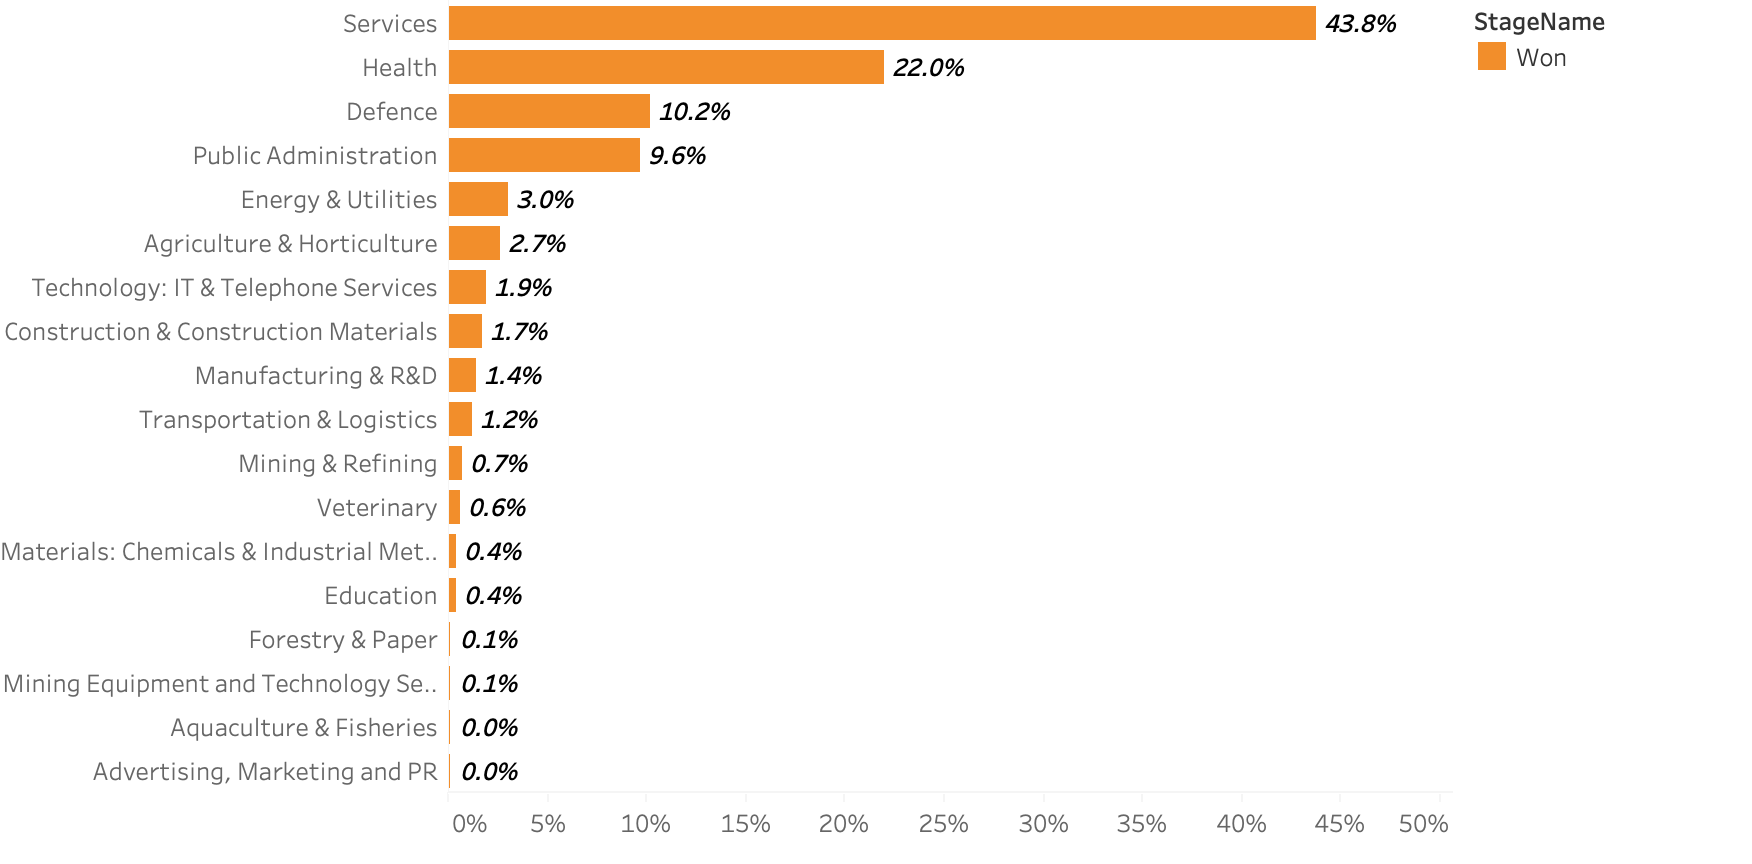 Services 43.8%
Health 22.0%
Defence 10.2%
Public Administration 9.6%
Energy & Utilities 3.0%
Agriculture & Horticulture 2.7%
Technology: IT & Telephone Services 1.9%
Construction & Construction Materials 1.7%
Manufacturing & R&D 1.4%
Transportation & Logistics 1.2%
Mining & Refining 0.7%
Veterinary 0.6%
Materials: Chemicals & Industrial Met.. 0.4%
Education 0.4%
Forestry & Paper 0.1%
Mining Equipment and Technology Se.. 0.1%
Aquaculture & Fisheries 0.0%
Advertising, Marketing and PR 0.0%
0% 5% 10% 15% 20% 25% 30% 35% 40% 45% 50%
StageName
Won